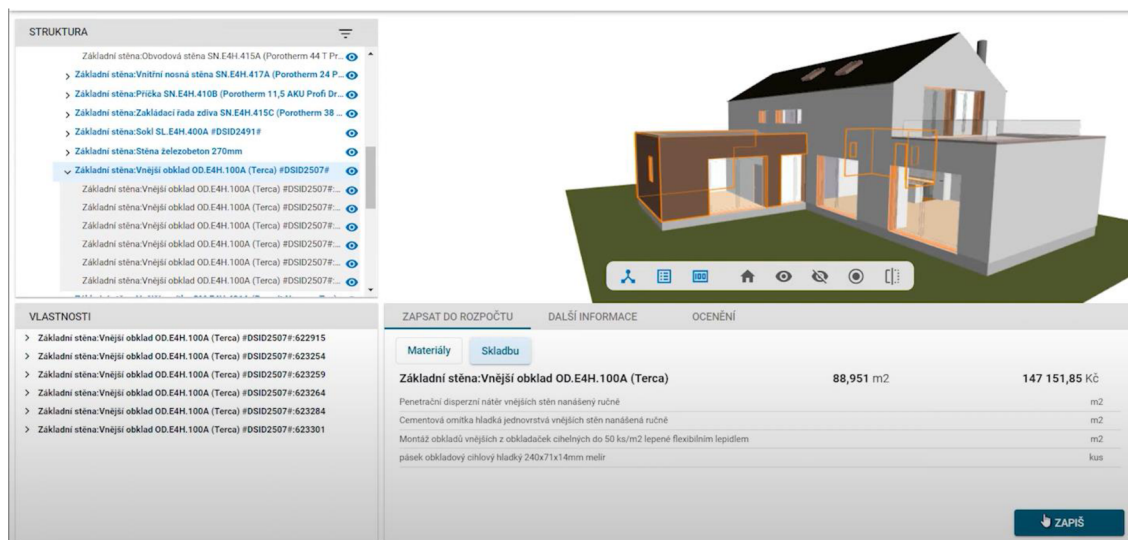 STRUKTURA
Základní stěna:Obvodová stěna SN.E4H.415A (Porotherm 44 T Pr...
Základní stěna:Vnitřní nosná stěna SN.E4H.417A (Porotherm 24 P...
Základní stěna:Příčka SN.E4H.410B (Porotherm 11,5 AKU Profi Dr...
Základní stěna:Zakládací řada zdiva SN.E4H.415C (Porotherm 38 ...
Základní stěna:Sokl SL.E4H.400A #DSID2491#
Základní stěna:Stěna železobeton 270mm
Základní stěna:Vnější obklad OD.E4H.100A (Terca) #DSID2507#
Základní stěna:Vnější obklad OD.E4H.100A (Terca) #DSID2507#:...
Základní stěna:Vnější obklad OD.E4H.100A (Terca) #DSID2507#:...
Základní stěna:Vnější obklad OD.E4H.100A (Terca) #DSID2507#:...
Základní stěna:Vnější obklad OD.E4H.100A (Terca) #DSID2507#:...
Základní stěna:Vnější obklad OD.E4H.100A (Terca) #DSID2507#:...
Základní stěna:Vnější obklad OD.E4H.100A (Terca) #DSID2507#:...
VLASTNOSTI
Základní stěna:Vnější obklad OD.E4H.100A (Terca) #DSID2507#:622915
Základní stěna:Vnější obklad OD.E4H.100A (Terca) #DSID2507#:623254
Základní stěna:Vnější obklad OD.E4H.100A (Terca) #DSID2507#:623259
Základní stěna:Vnější obklad OD.E4H.100A (Terca) #DSID2507#:623264
Základní stěna:Vnější obklad OD.E4H.100A (Terca) #DSID2507#:623284
Základní stěna:Vnější obklad OD.E4H.100A (Terca) #DSID2507#:623301
ZAPSAT DO ROZPOČTU DALŠÍ INFORMACE OCENĚNÍ
Materiály Skladbu
Základní stěna:Vnější obklad OD.E4H.100A (Terca) 88,951 m2 147 151,85 Kč
Penetrační disperzní nátěr vnějších stěn nanášený ručně m2
Cementová omítka hladká jednovrstvá vnějších stěn nanášená ručně m2
Montáž obkladů vnějších z obkladaček cihelných do 50 ks/m2 lepené flexibilním lepidlem m2
pásek obkladový cihlový hladký 240x71x14mm melír kus
ZAPIŠ